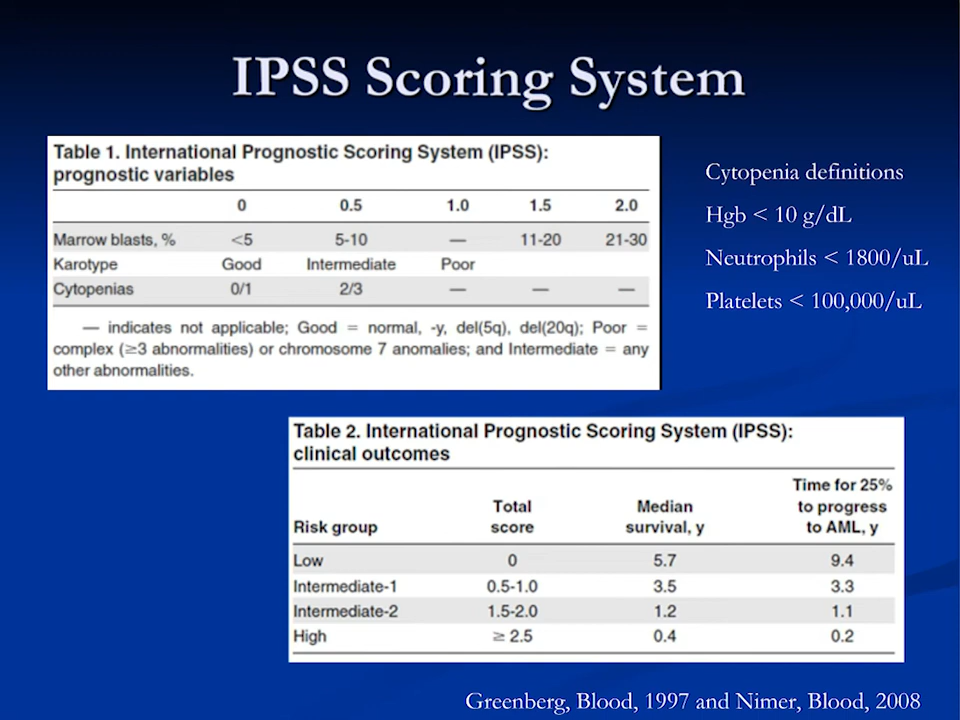 IPSS Scoring System
Table 1. International Prognostic Scoring System (IPSS):
prognostic variables
0 0.5 1.0 1.5 2.0
Marrow blasts, % <5 5-10 — 11-20 21-30
Karotype Good Intermediate Poor
Cytopenias 0/1 2/3 — — —
— indicates not applicable; Good = normal, -y, del(5q), del(20q); Poor =
complex (≥3 abnormalities) or chromosome 7 anomalies; and Intermediate = any
other abnormalities.
Cytopenia definitions
Hgb < 10 g/dL
Neutrophils < 1800/uL
Platelets < 100,000/uL
Table 2. International Prognostic Scoring System (IPSS):
clinical outcomes
Risk group Total score Median survival, y Time for 25% to progress to AML, y
Low 0 5.7 9.4
Intermediate-1 0.5-1.0 3.5 3.3
Intermediate-2 1.5-2.0 1.2 1.1
High ≥ 2.5 0.4 0.2
Greenberg, Blood, 1997 and Nimer, Blood, 2008